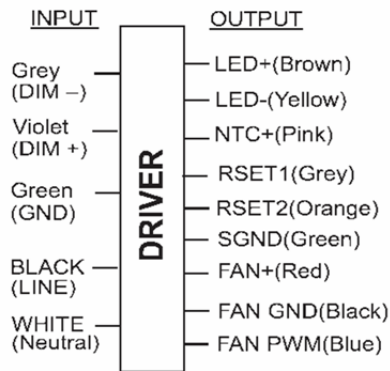 INPUT
Grey
(DIM –)
Violet
(DIM +)
Green
(GND)
BLACK
(LINE)
WHITE
(Neutral)
DRIVER
OUTPUT
LED+(Brown)
LED-(Yellow)
NTC+(Pink)
RSET1(Grey)
RSET2(Orange)
SGND(Green)
FAN+(Red)
FAN GND(Black)
FAN PWM(Blue)